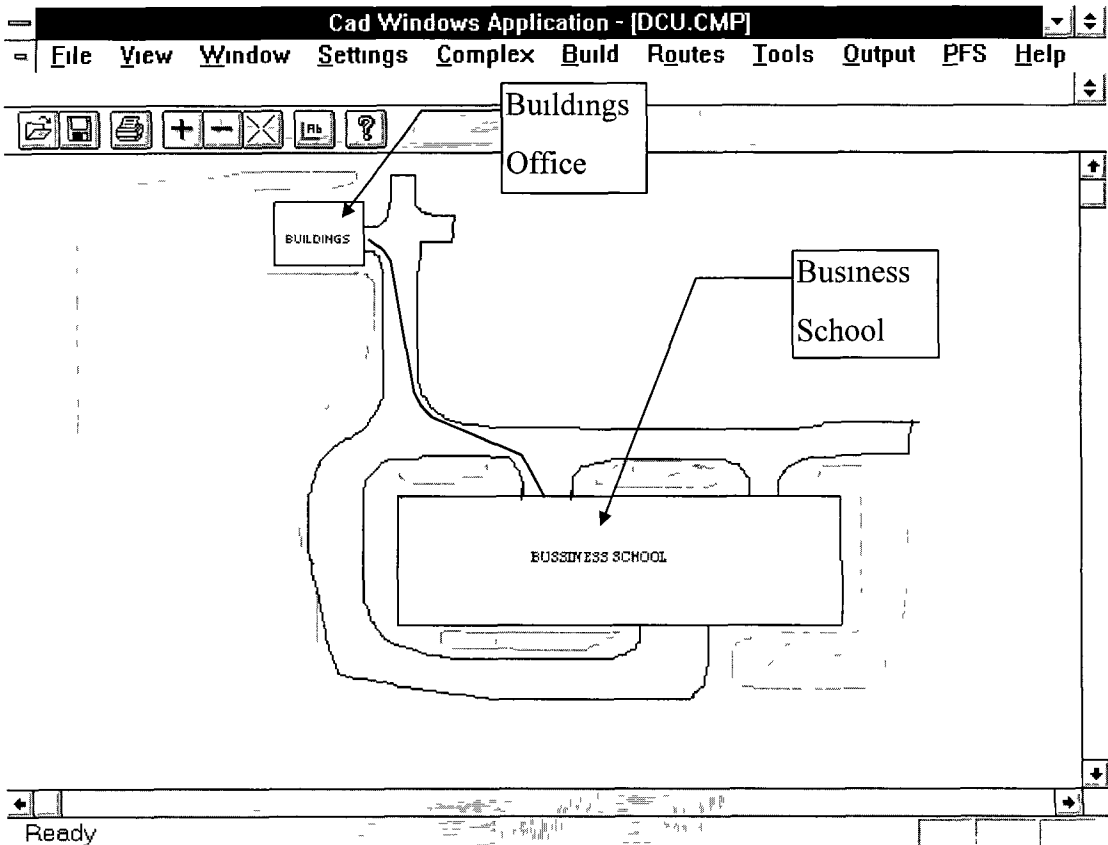 Cad Windows Application - [DCU.CMP]
File View Window Settings Complex Build Routes Tools Output PFS Help
Buildings
Office
Ab
?
BUILDINGS
Business
School
BUSSINESS SCHOOL
Ready